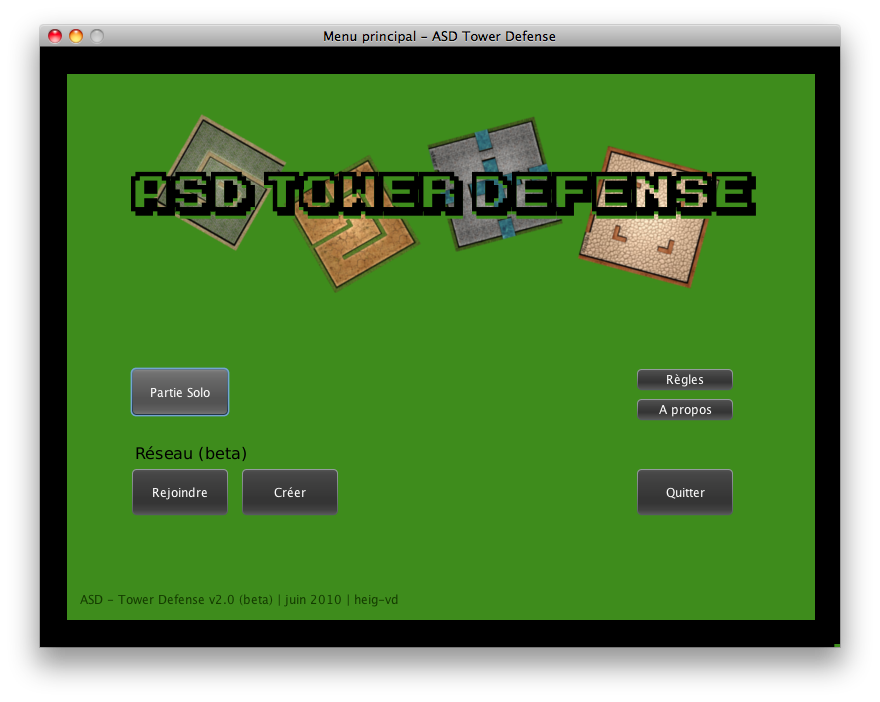 Menu principal – ASD Tower Defense
ASD TOWER DEFENSE
Partie Solo
Règles
A propos
Réseau (beta)
Rejoindre
Créer
Quitter
ASD - Tower Defense v2.0 (beta) | juin 2010 | heig-vd